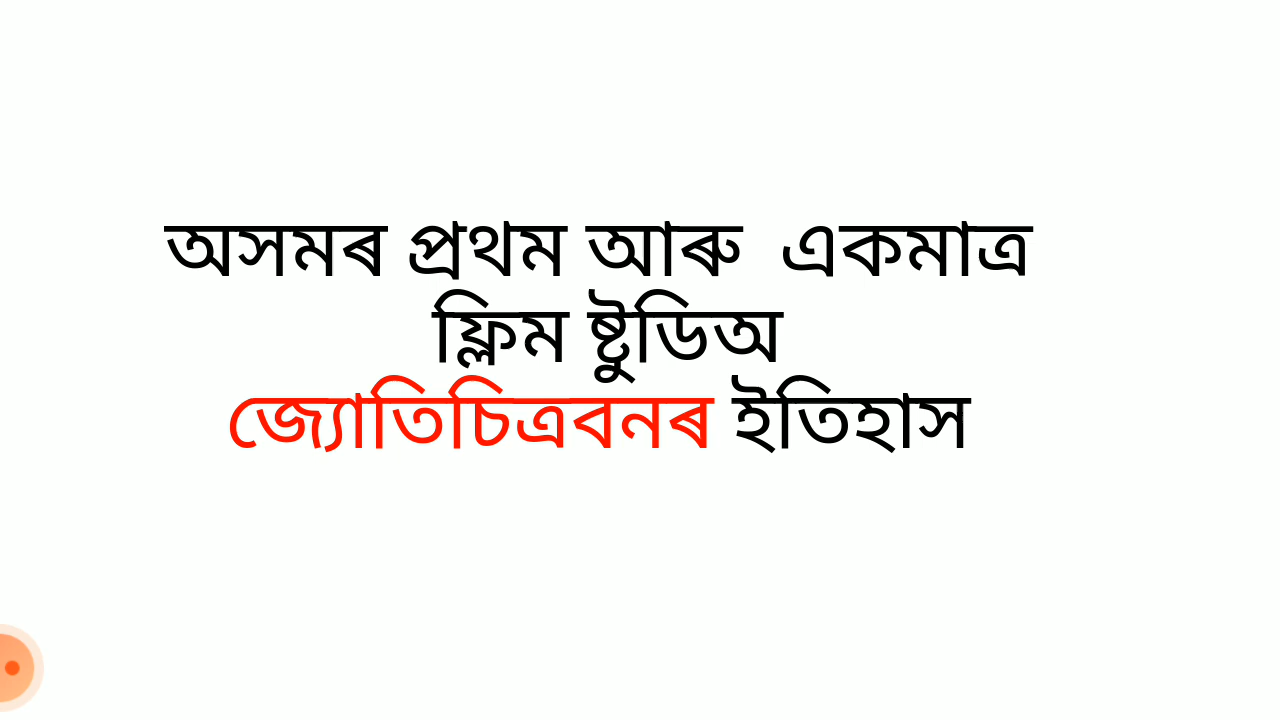 অসমৰ প্ৰথম আৰু একমাত্ৰ
ফ্লিম ষ্টুডিঅ
জ্যোতিচিত্ৰবনৰ ইতিহাস